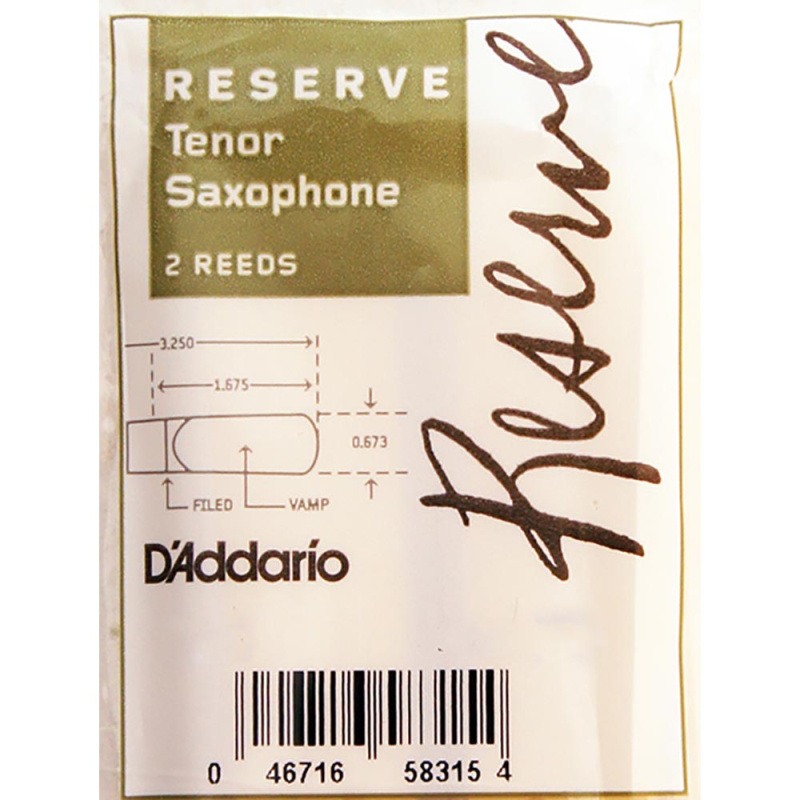 RESERVE
Tenor
Saxophone
2 REEDS
Reserve
3.250
1.675
0.673
FILED
VAMP
D'Addario
0 46716 58315 4